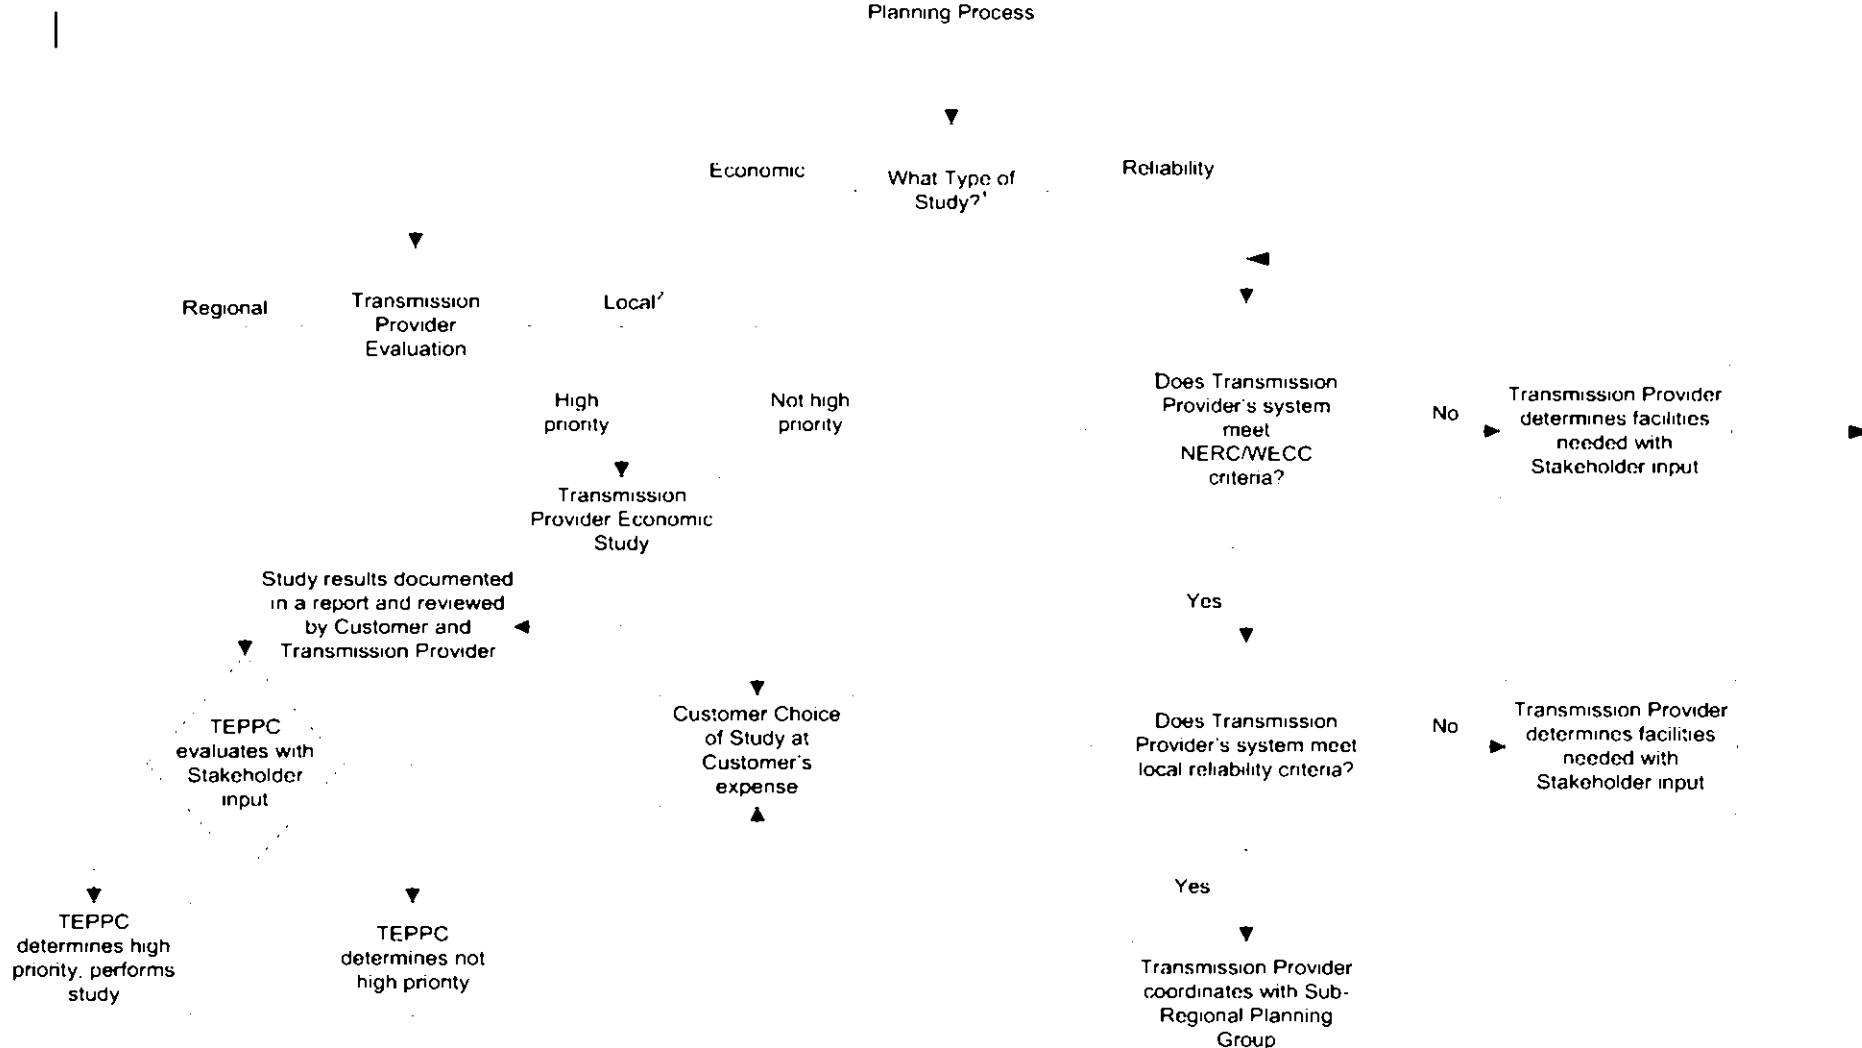 Planning Process
Economic
What Type of
Study?¹
Reliability
Regional
Transmission
Provider
Evaluation
Local²
High
priority
Not high
priority
Transmission
Provider Economic
Study
Study results documented
in a report and reviewed
by Customer and
Transmission Provider
TEPPC
evaluates with
Stakeholder
input
Customer Choice
of Study at
Customer's
expense
TEPPC
determines high
priority, performs
study
TEPPC
determines not
high priority
Does Transmission
Provider's system
meet
NERC/WECC
criteria?
No
Transmission Provider
determines facilities
needed with
Stakeholder input
Yes
Does Transmission
Provider's system meet
local reliability criteria?
No
Transmission Provider
determines facilities
needed with
Stakeholder input
Yes
Transmission Provider
coordinates with Sub-
Regional Planning
Group